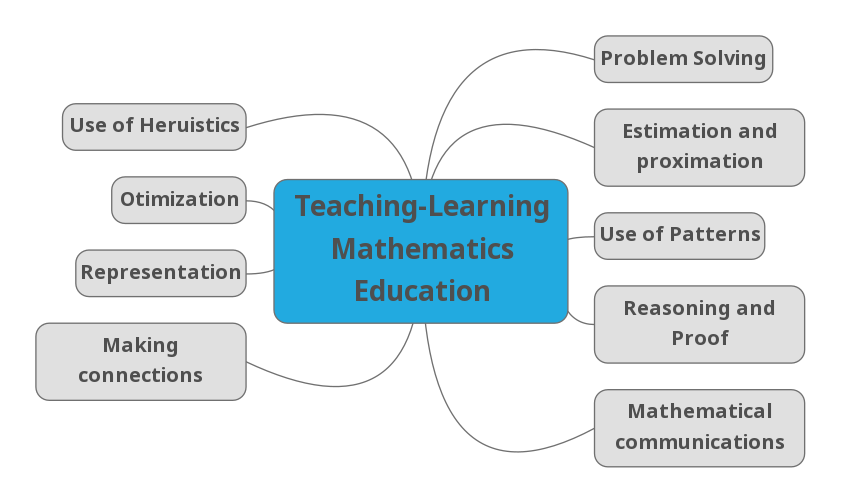 Teaching-Learning
Mathematics
Education
Problem Solving
Estimation and
proximation
Use of Patterns
Reasoning and
Proof
Mathematical
communications
Use of Heruistics
Otimization
Representation
Making
connections